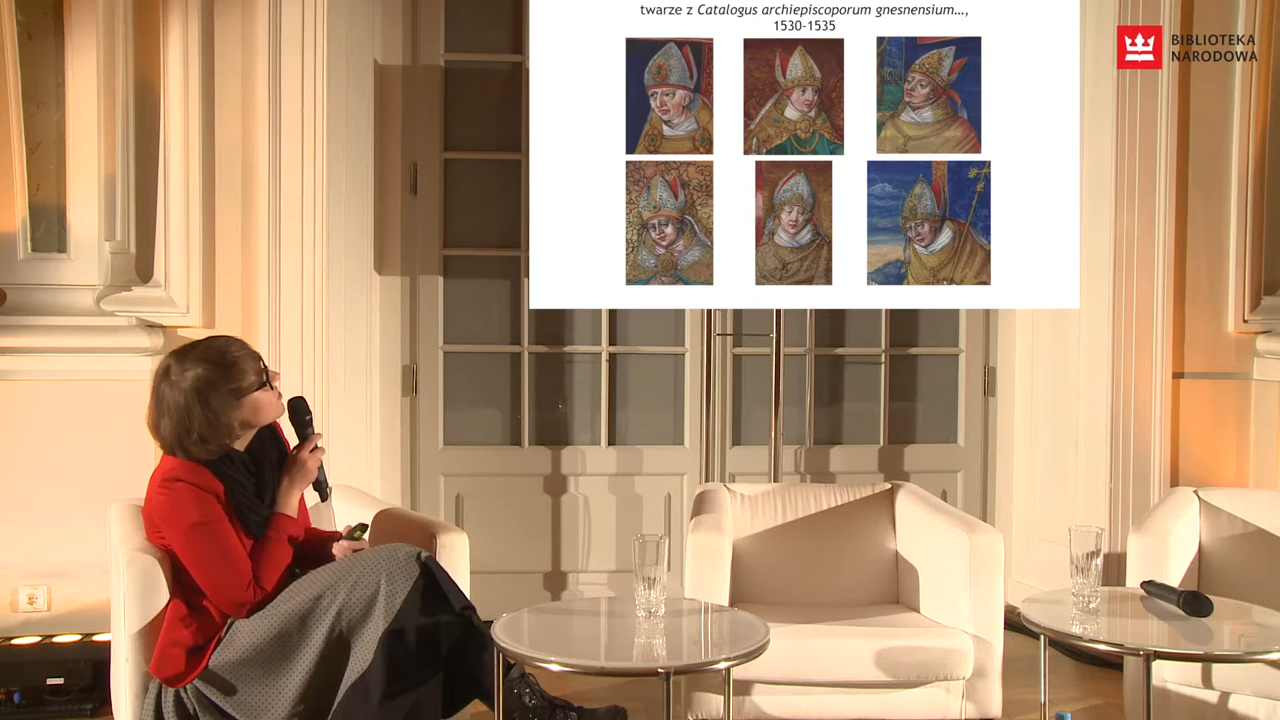 twarze z Catalogus archiepiscoporum gnesnensium...,
1530-1535
BIBLIOTEKA
NARODOWA